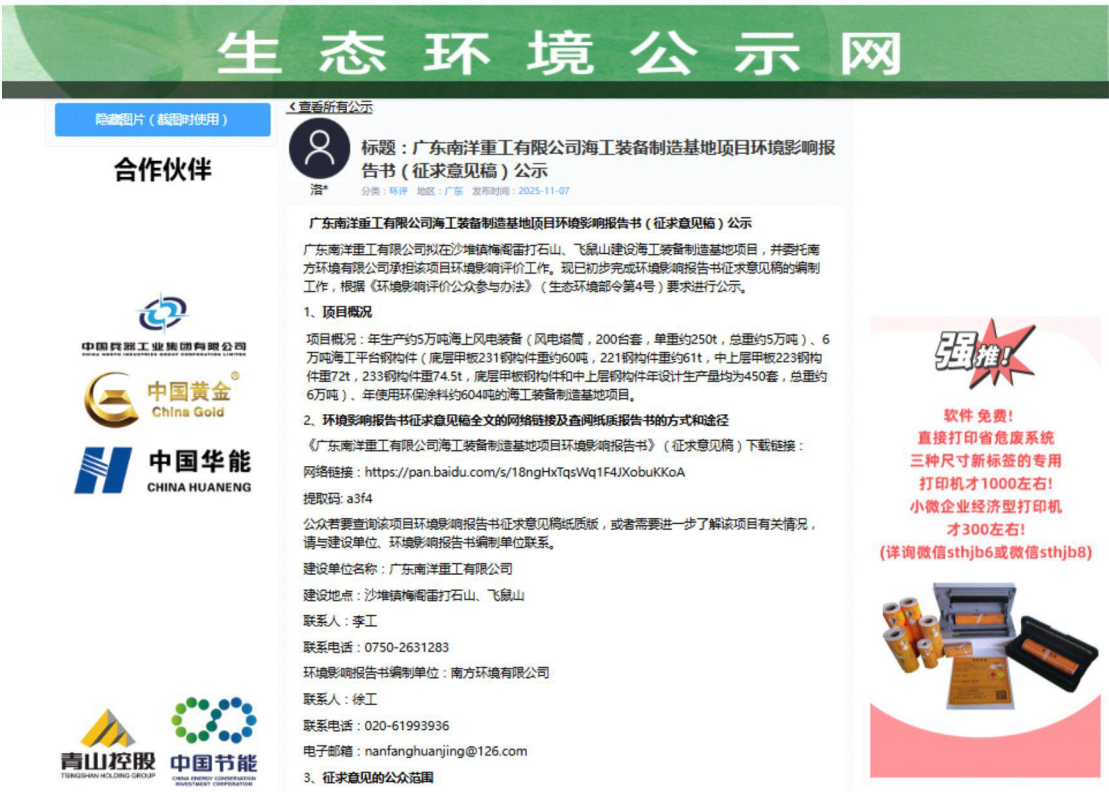 生态环境公示网
隐藏图片（截图时使用）
合作伙伴
中国兵器工业集团有限公司
CHINA NORTH INDUSTRIES GROUP CORPORATION LIMITED
中国黄金®
China Gold
中国华能
CHINA HUANENG
青山控股
TSINGSHAN HOLDING GROUP
中国节能
CHINA ENERGY CONSERVATION
INVESTMENT CORPORATION
查看所有公示
洛*
标题：广东南洋重工有限公司海工装备制造基地项目环境影响报
告书（征求意见稿）公示
分类：环评 地区：广东 发布时间：2025-11-07
广东南洋重工有限公司海工装备制造基地项目环境影响报告书（征求意见稿）公示
广东南洋重工有限公司拟在沙堆镇梅阁雷打石山、飞鼠山建设海工装备制造基地项目，并委托南
方环境有限公司承担该项目环境影响评价工作。现已初步完成环境影响报告书征求意见稿的编制
工作，根据《环境影响评价公众参与办法》（生态环境部令第4号）要求进行公示。
1、项目概况
项目概况：年生产约5万吨海上风电装备（风电塔筒，200台套，单重约250t，总重约5万吨）、6
万吨海工平台钢构件（底层甲板231钢构件重约60吨，221钢构件重约61t，中上层甲板223钢构
件重72t，233钢构件重74.5t，底层甲板钢构件和中上层钢构件年设计生产量均为450套，总重约
6万吨）、年使用环保涂料约604吨的海工装备制造基地项目。
2、环境影响报告书征求意见稿全文的网络链接及查阅纸质报告书的方式和途径
《广东南洋重工有限公司海工装备制造基地项目环境影响报告书》（征求意见稿）下载链接：
网络链接：https://pan.baidu.com/s/18ngHxTqsWq1F4JXobuKKoA
提取码: a3f4
公众若要查询该项目环境影响报告书征求意见稿纸质版，或者需要进一步了解该项目有关情况，
请与建设单位、环境影响报告书编制单位联系。
建设单位名称：广东南洋重工有限公司
建设地点：沙堆镇梅阁雷打石山、飞鼠山
联系人：李工
联系电话：0750-2631283
环境影响报告书编制单位：南方环境有限公司
联系人：徐工
联系电话：020-61993936
电子邮箱：nanfanghuanjing@126.com
3、征求意见的公众范围
强推！
软件 免费!
直接打印省危废系统
三种尺寸新标签的专用
打印机才1000左右!
小微企业经济型打印机
才300左右!
(详询微信sthjb6或微信sthjb8)